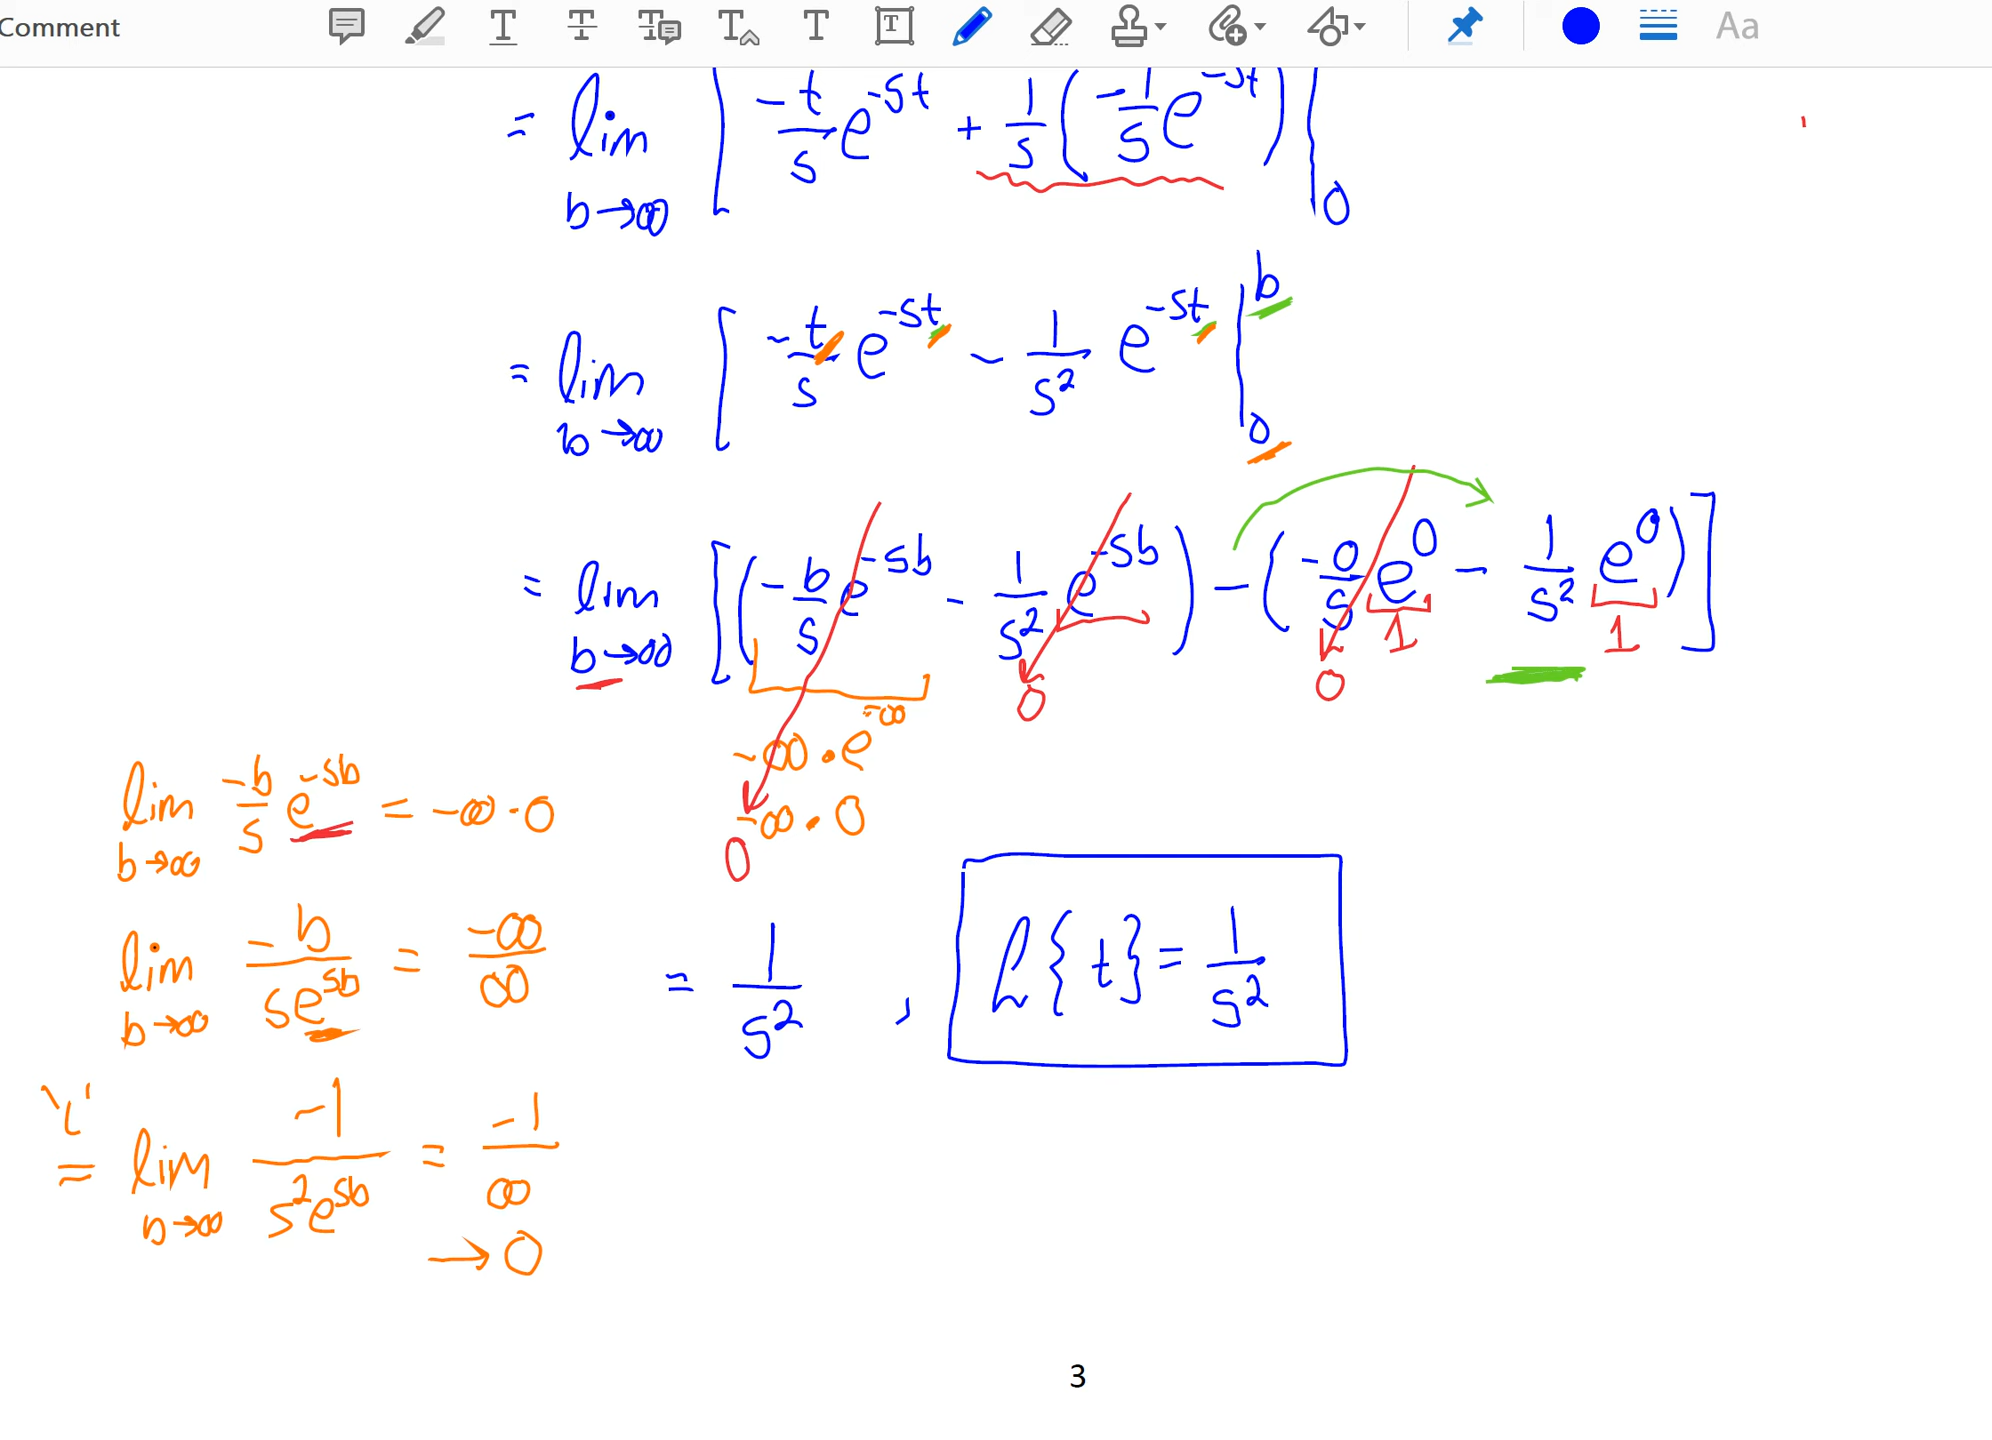 Comment T T T T T T Aa
= lim b→∞ [ -t/s e^-st + 1/s ( -1/s e^-st ) | 0
= lim b→∞ [ -t/s e^-st - 1/s² e^-st | b 0
= lim b→∞ [ ( -b/s e^-sb - 1/s² e^-sb ) - ( -0/s e^0 - 1/s² e^0 ) ]
0 0 1 1
-∞ · e^-∞
-∞ · 0
0
lim b→∞ -b/s e^-sb = -∞ · 0
lim b→∞ -b / se^sb = -∞/∞
= 1/s² , ℒ{t} = 1/s²
'L'
= lim b→∞ -1 / s²e^sb = -1/∞
→ 0
3